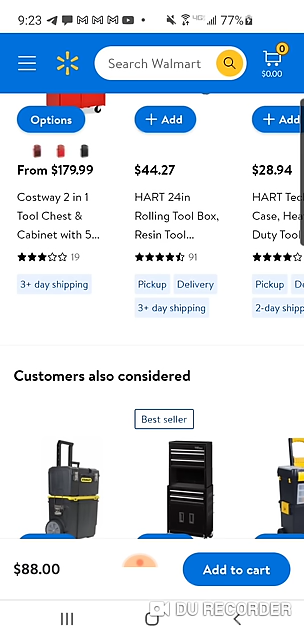 9:23
77%
Search Walmart
0
$0.00
Options
+ Add
+ Add
From $179.99
$44.27
$28.94
Costway 2 in 1
Tool Chest &
Cabinet with 5...
HART 24in
Rolling Tool Box,
Resin Tool...
HART Tec
Case, Hea
Duty Tool
19
91
3+ day shipping
Pickup
Delivery
3+ day shipping
Pickup
De
2-day shipp
Customers also considered
Best seller
$88.00
Add to cart
DU RECORDER